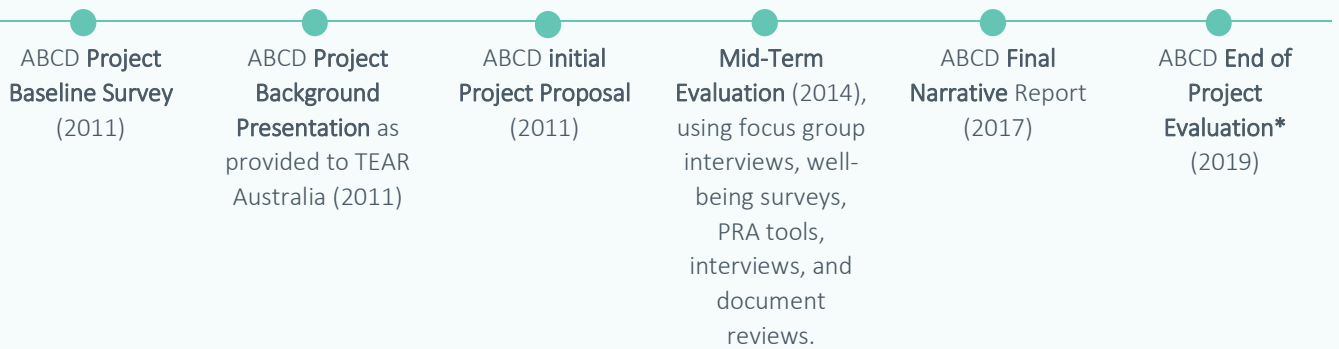 ABCD Project
Baseline Survey
(2011)
ABCD Project
Background
Presentation as
provided to TEAR
Australia (2011)
ABCD initial
Project Proposal
(2011)
Mid-Term
Evaluation (2014),
using focus group
interviews, well-
being surveys,
PRA tools,
interviews, and
document
reviews.
ABCD Final
Narrative Report
(2017)
ABCD End of
Project
Evaluation*
(2019)